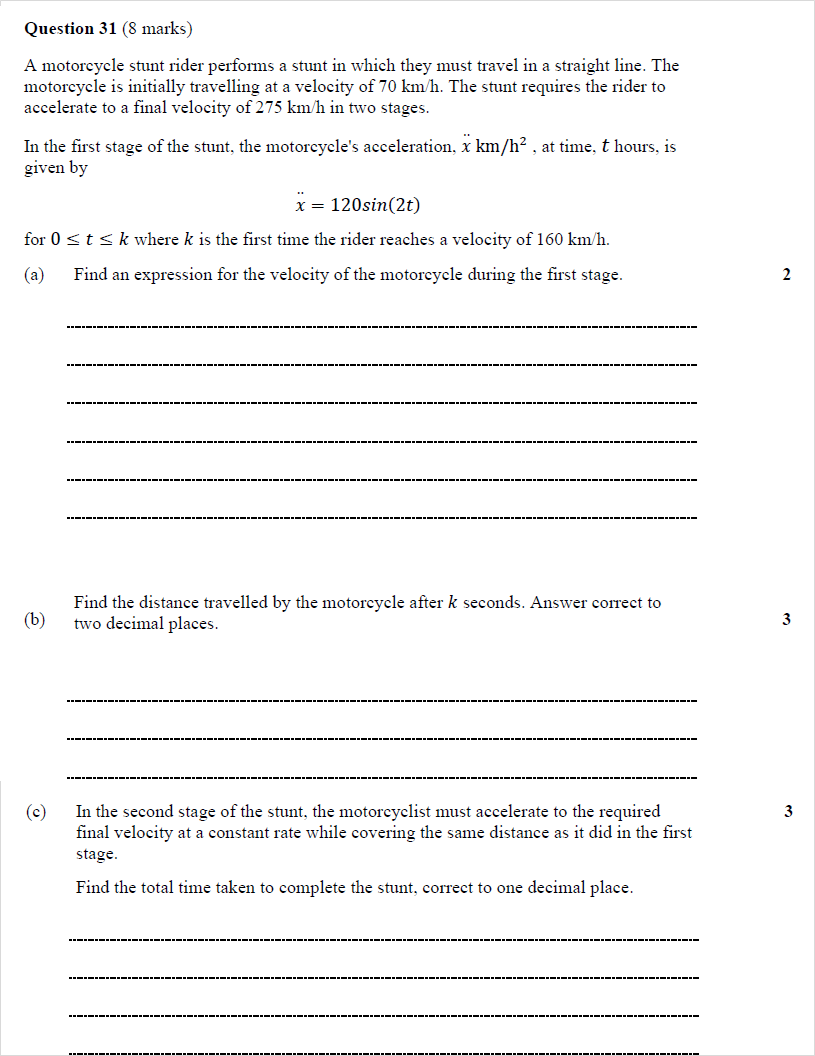 Question 31 (8 marks)
A motorcycle stunt rider performs a stunt in which they must travel in a straight line. The
motorcycle is initially travelling at a velocity of 70 km/h. The stunt requires the rider to
accelerate to a final velocity of 275 km/h in two stages.
In the first stage of the stunt, the motorcycle's acceleration, ẍ km/h² , at time, t hours, is
given by
ẍ = 120sin(2t)
for 0 ≤ t ≤ k where k is the first time the rider reaches a velocity of 160 km/h.
(a) Find an expression for the velocity of the motorcycle during the first stage. 2
Find the distance travelled by the motorcycle after k seconds. Answer correct to
(b) two decimal places. 3
(c) In the second stage of the stunt, the motorcyclist must accelerate to the required 3
final velocity at a constant rate while covering the same distance as it did in the first
stage.
Find the total time taken to complete the stunt, correct to one decimal place.